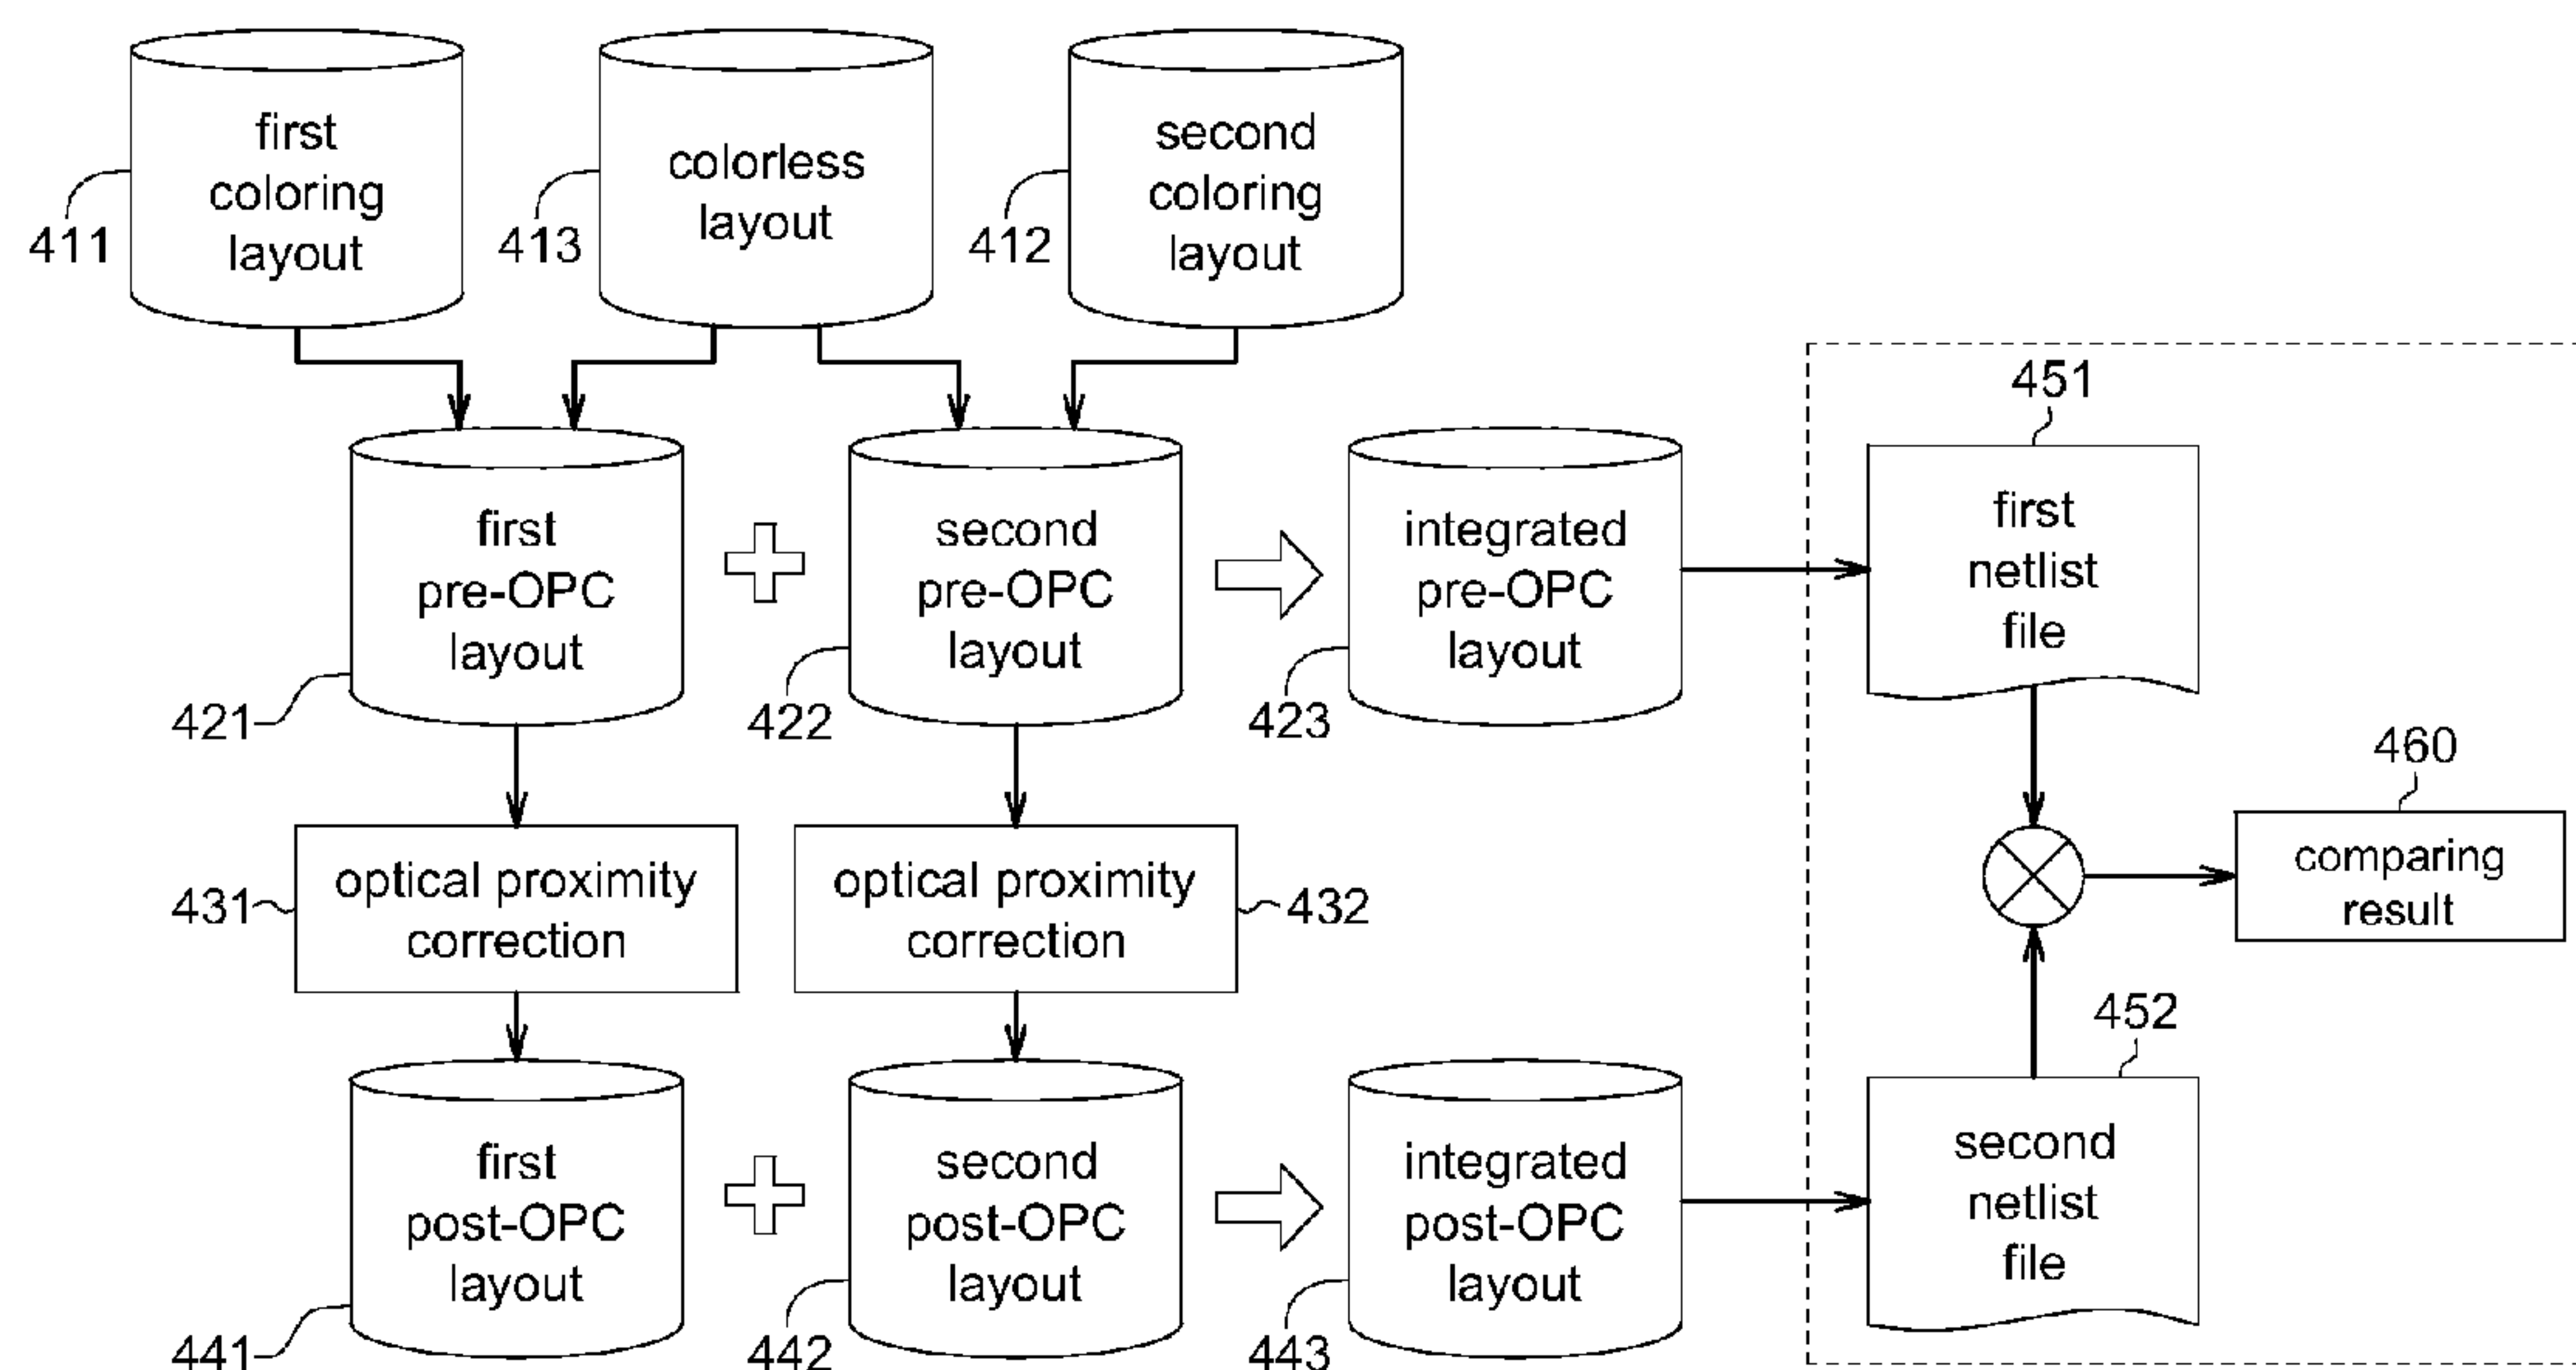 first
coloring
layout
411
colorless
layout
413
second
coloring
layout
412
first
pre-OPC
layout
421
second
pre-OPC
layout
422
integrated
pre-OPC
layout
423
451
first
netlist
file
optical proximity
correction
431
optical proximity
correction
432
460
comparing
result
first
post-OPC
layout
441
second
post-OPC
layout
442
integrated
post-OPC
layout
443
452
second
netlist
file